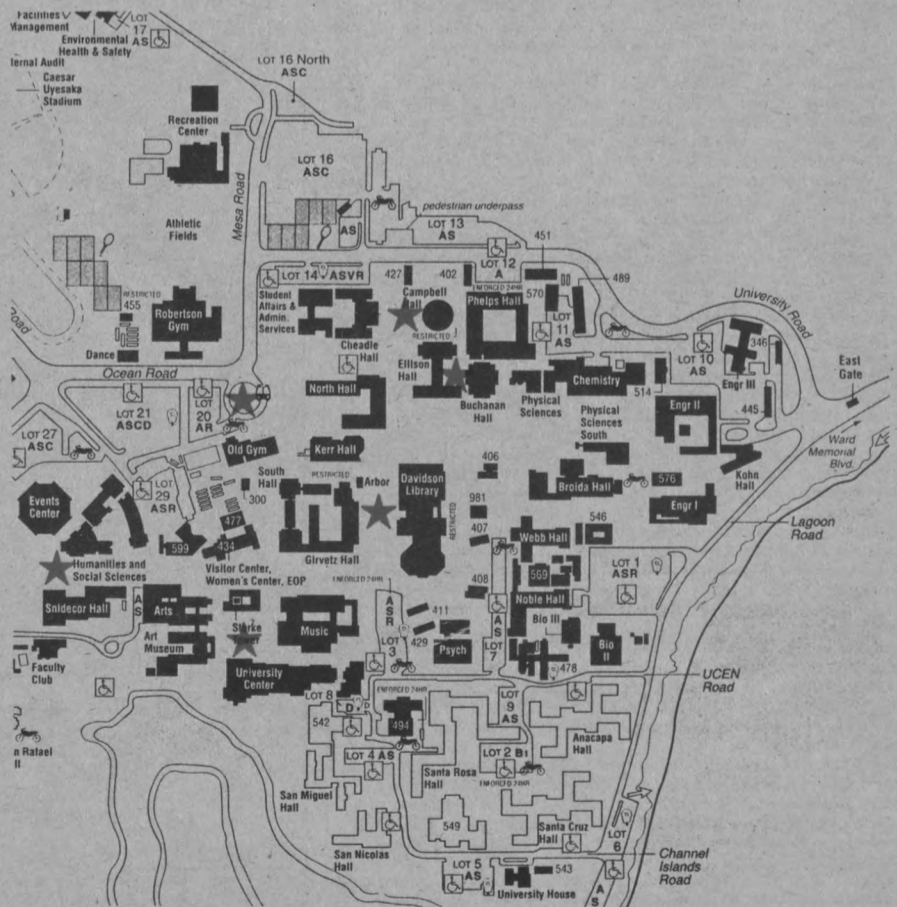 Facilities
Management
Environmental
Health & Safety
LOT
17
AS
ternal Audit
Caesar
Uyesaka
Stadium
LOT 16 North
ASC
Recreation
Center
LOT 16
ASC
Mesa Road
Athletic
Fields
pedestrian underpass
LOT 13
AS
AS
LOT 12
A
ENFORCED 24HR
451
489
LOT 14 ASVR
427
402
RESTRICTED
455
Robertson
Gym
Student
Affairs &
Admin.
Services
Cheadle
Hall
Campbell
Hall
RESTRICTED
Phelps Hall
570
LOT
11
AS
University Road
LOT 10
AS
346
Engr III
East
Gate
Road
Dance
Ocean Road
North Hall
Ellison
Hall
Buchanan
Hall
Physical
Sciences
Chemistry
514
445
LOT 21
ASCD
LOT
20
AR
Engr II
Physical
Sciences
South
LOT 27
ASC
Old Gym
Kerr Hall
Ward
Memorial
Blvd.
Kohn
Hall
LOT
29
ASR
South
Hall
300
RESTRICTED
Arbor
Davidson
Library
RESTRICTED
406
Broida Hall
576
Events
Center
477
981
Engr I
Lagoon
Road
599
434
Girvetz Hall
407
Webb Hall
546
Humanities and
Social Sciences
Visitor Center,
Women's Center, EOP
ENFORCED 24HR
408
569
LOT 1
ASR
Snidecor Hall
AS
Arts
Storke
Tower
Music
ASR
LOT
3
411
429
Psych
AS
LOT
7
Noble Hall
Bio III
Bio
II
Art
Museum
Faculty
Club
University
Center
478
UCEN
Road
LOT 8
D
ENFORCED 24HR
542
494
LOT
9
AS
Anacapa
Hall
n Rafael
ll
LOT 4 AS
Santa Rosa
Hall
LOT 2 B1
ENFORCED 24HR
San Miguel
Hall
549
Santa Cruz
Hall
LOT
6
San Nicolas
Hall
LOT 5
AS
543
University House
Channel
Islands
Road
A
S